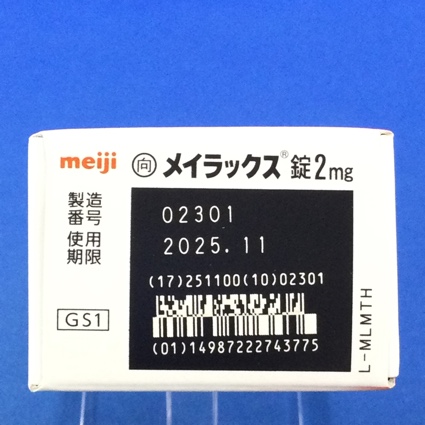 meiji 向 メイラックス® 錠2mg
製造番号 02301
使用期限 2025.11
(17)251100(10)02301
GS1
(01)14987222743775
L-MLMTH